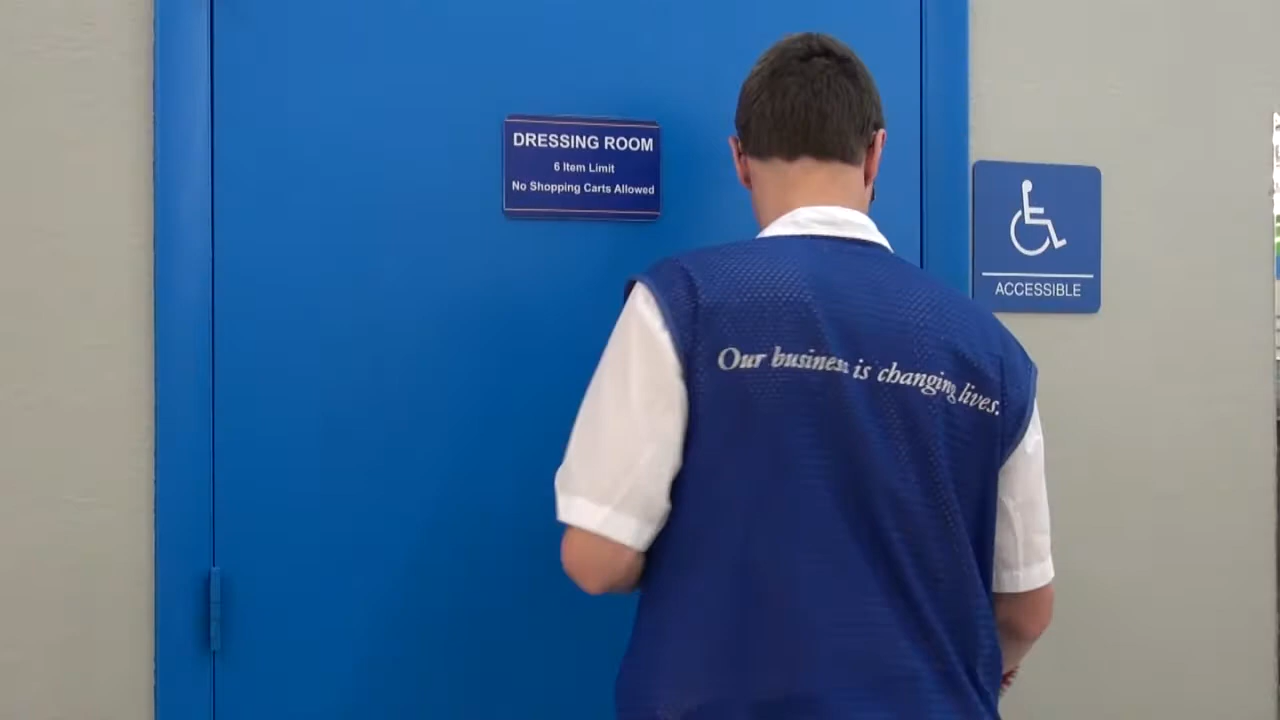 DRESSING ROOM
6 Item Limit
No Shopping Carts Allowed
ACCESSIBLE
Our business is changing lives.